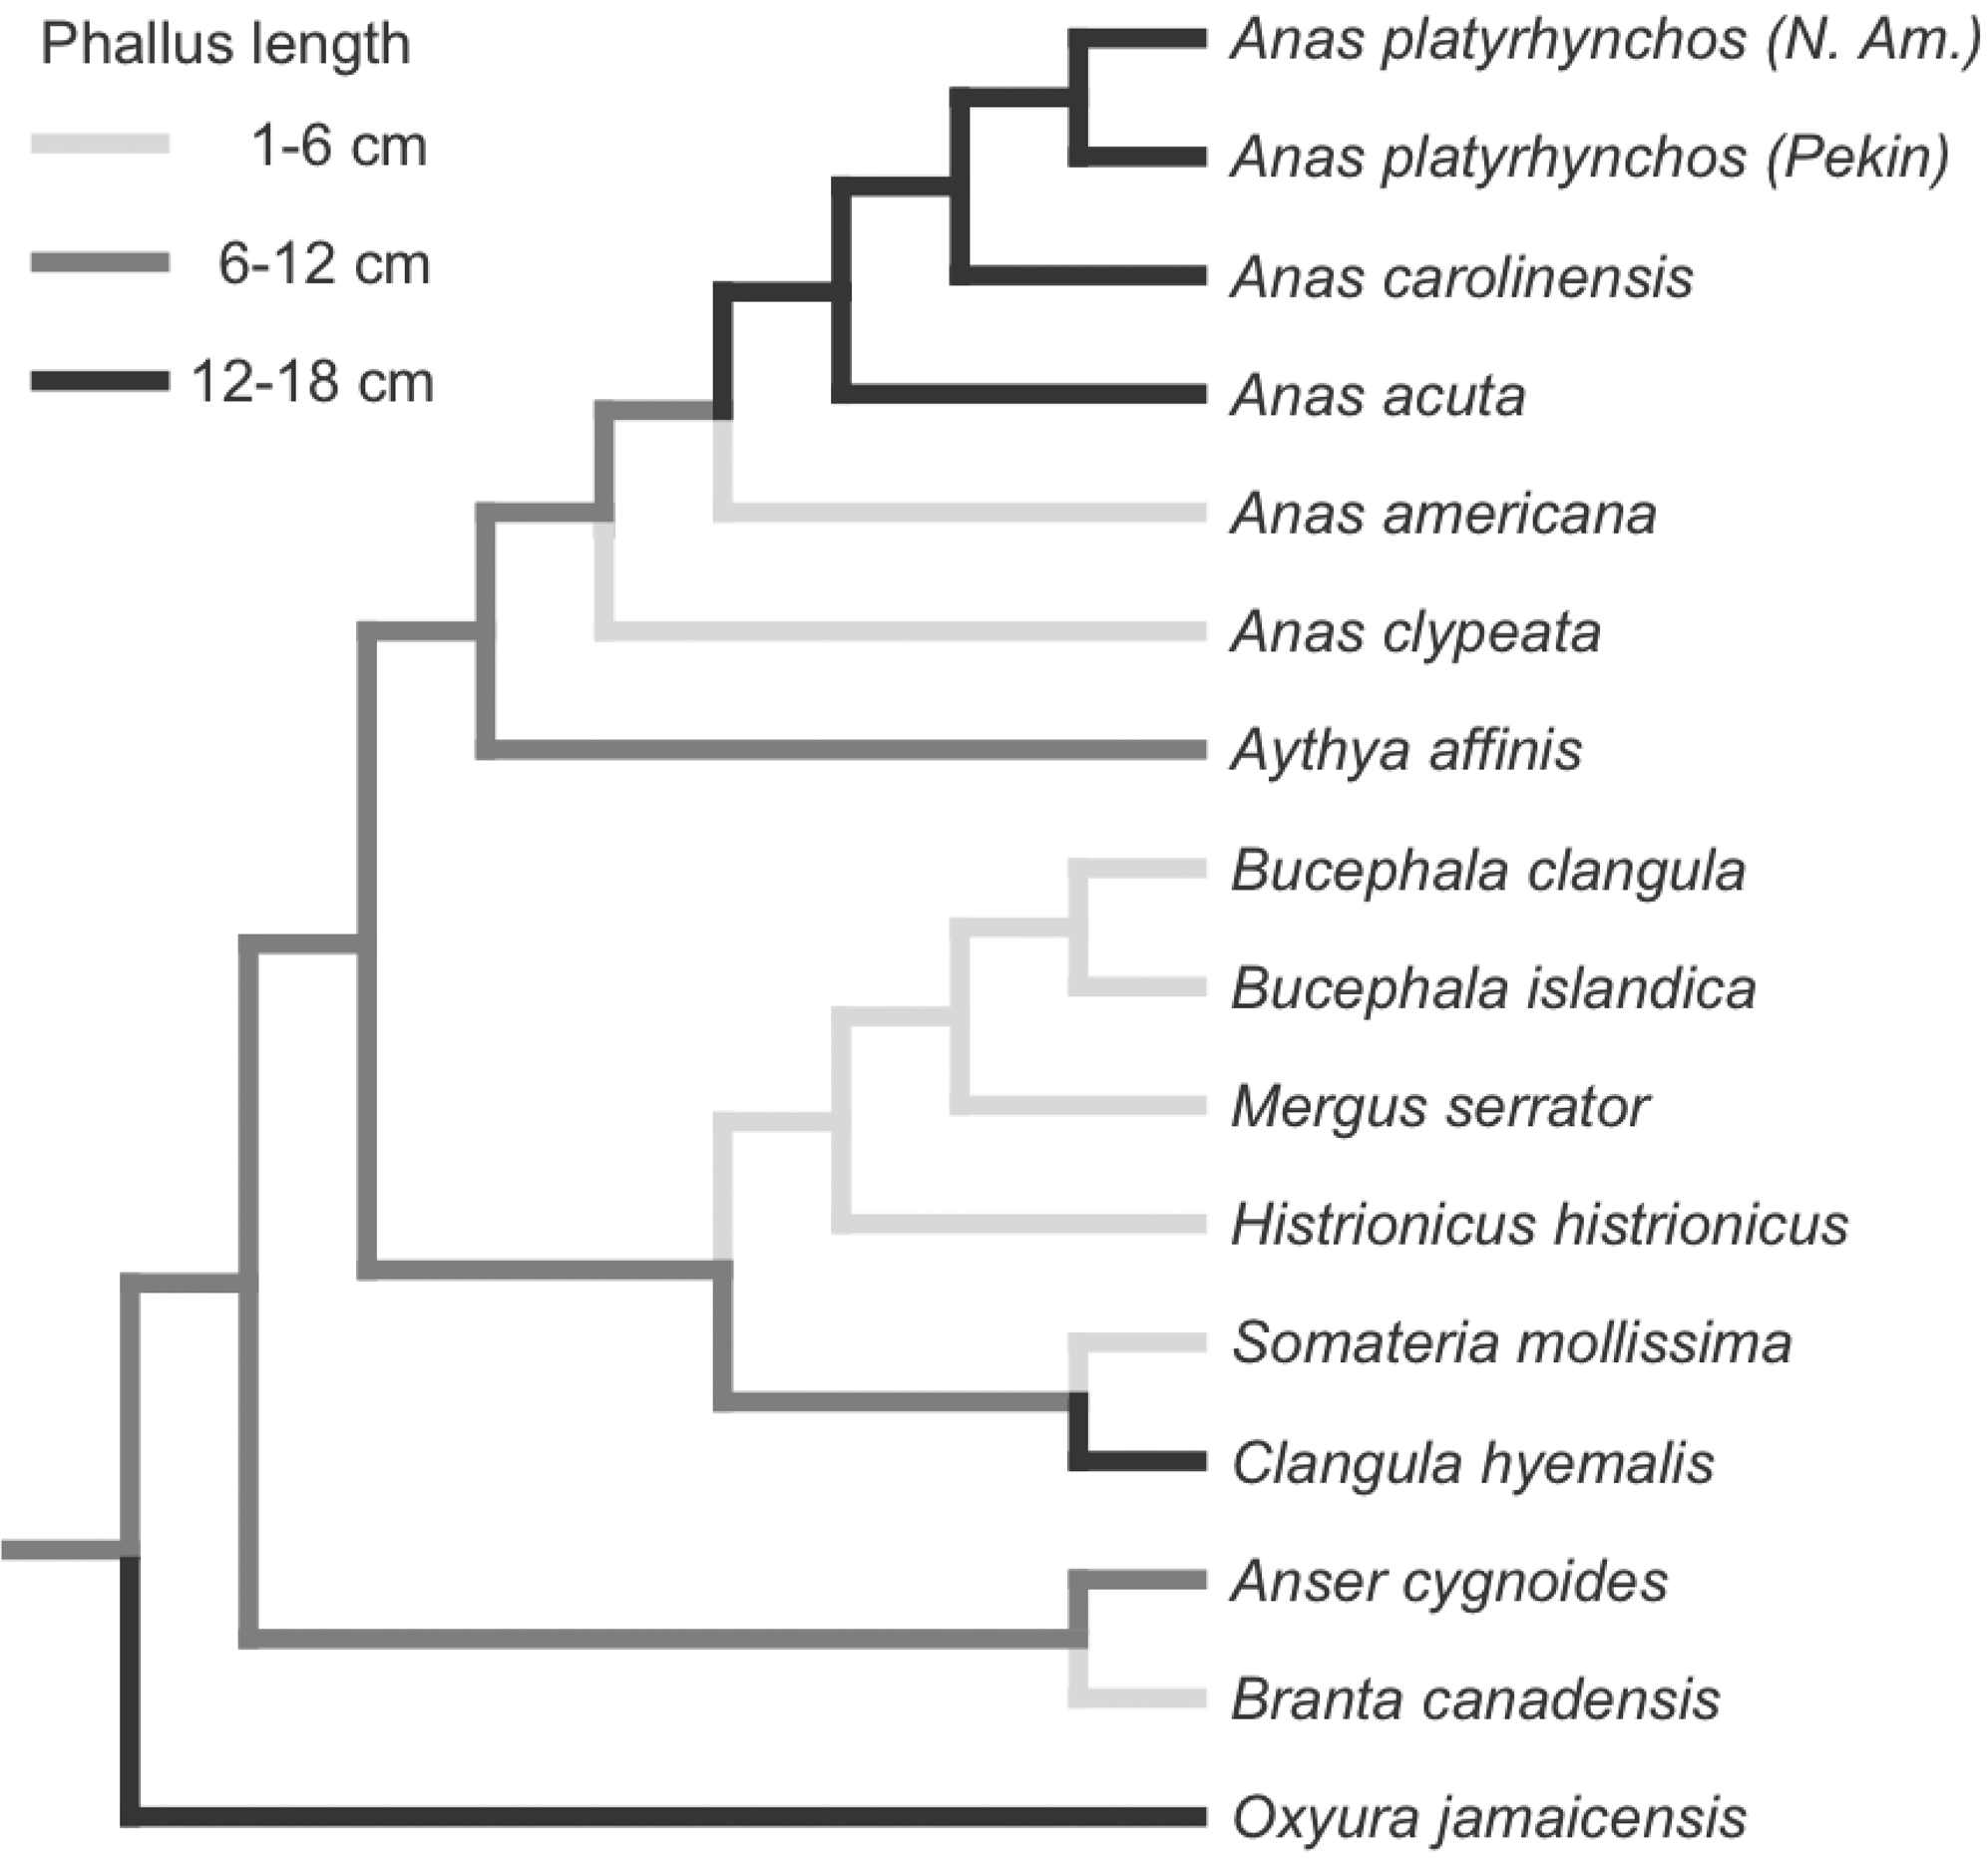 Phallus length
1-6 cm
6-12 cm
12-18 cm
Anas platyrhynchos (N. Am.)
Anas platyrhynchos (Pekin)
Anas carolinensis
Anas acuta
Anas americana
Anas clypeata
Aythya affinis
Bucephala clangula
Bucephala islandica
Mergus serrator
Histrionicus histrionicus
Somateria mollissima
Clangula hyemalis
Anser cygnoides
Branta canadensis
Oxyura jamaicensis